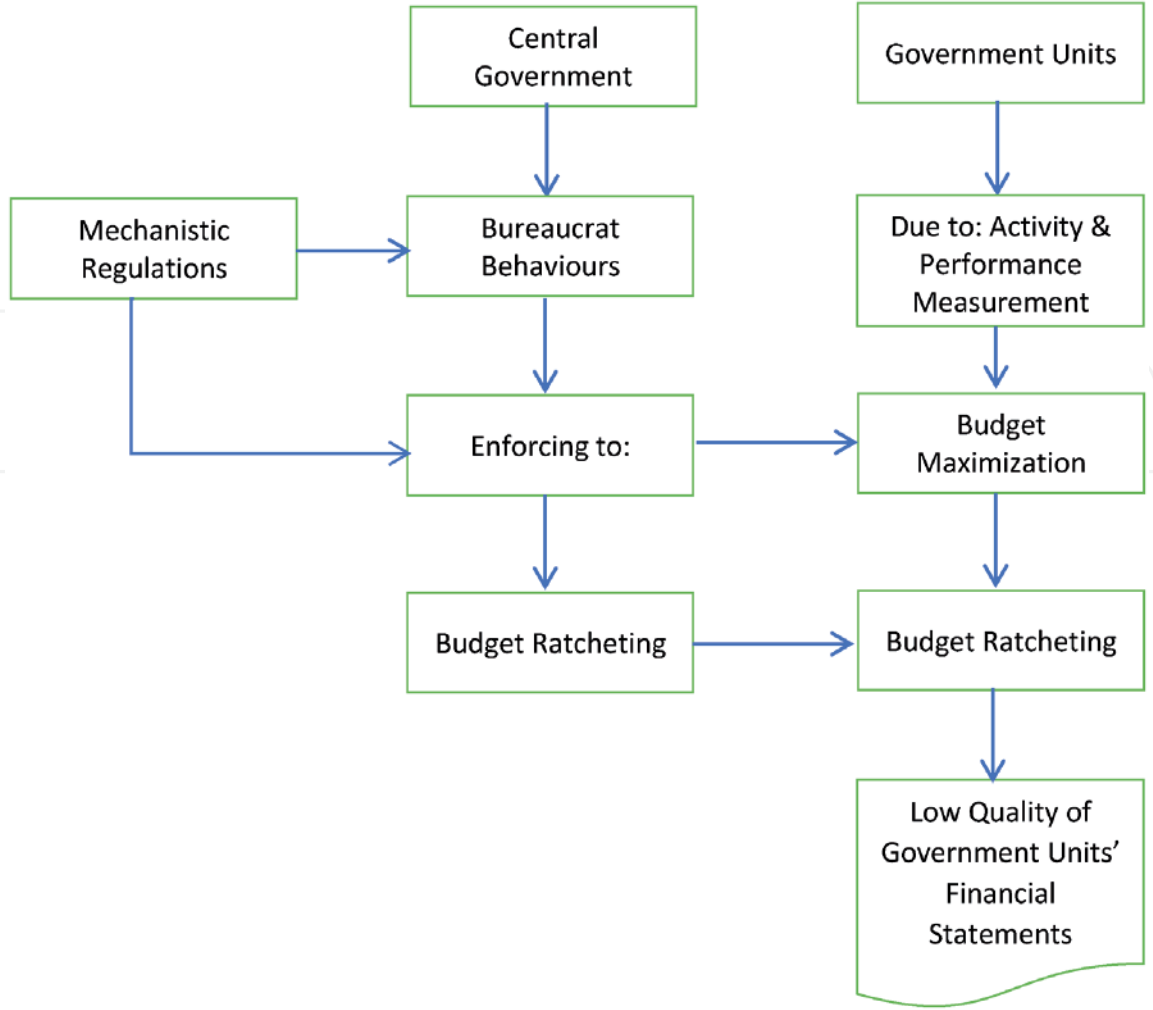 Central
Government
Government Units
Mechanistic
Regulations
Bureaucrat
Behaviours
Due to: Activity &
Performance
Measurement
Enforcing to:
Budget
Maximization
Budget Ratcheting
Budget Ratcheting
Low Quality of
Government Units’
Financial
Statements